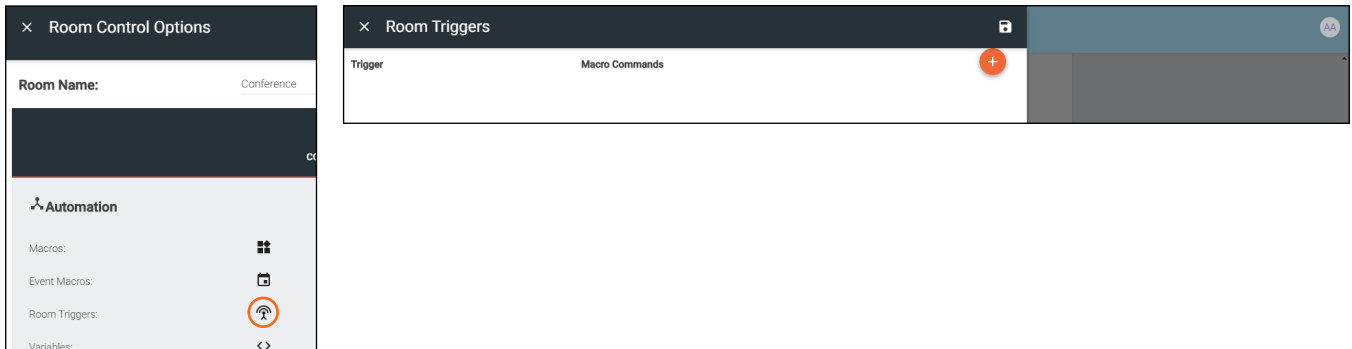 Room Control Options
Room Name:
Conference
Automation
Macros:
Event Macros:
Room Triggers:
Variables:
Room Triggers
AA
Trigger
Macro Commands